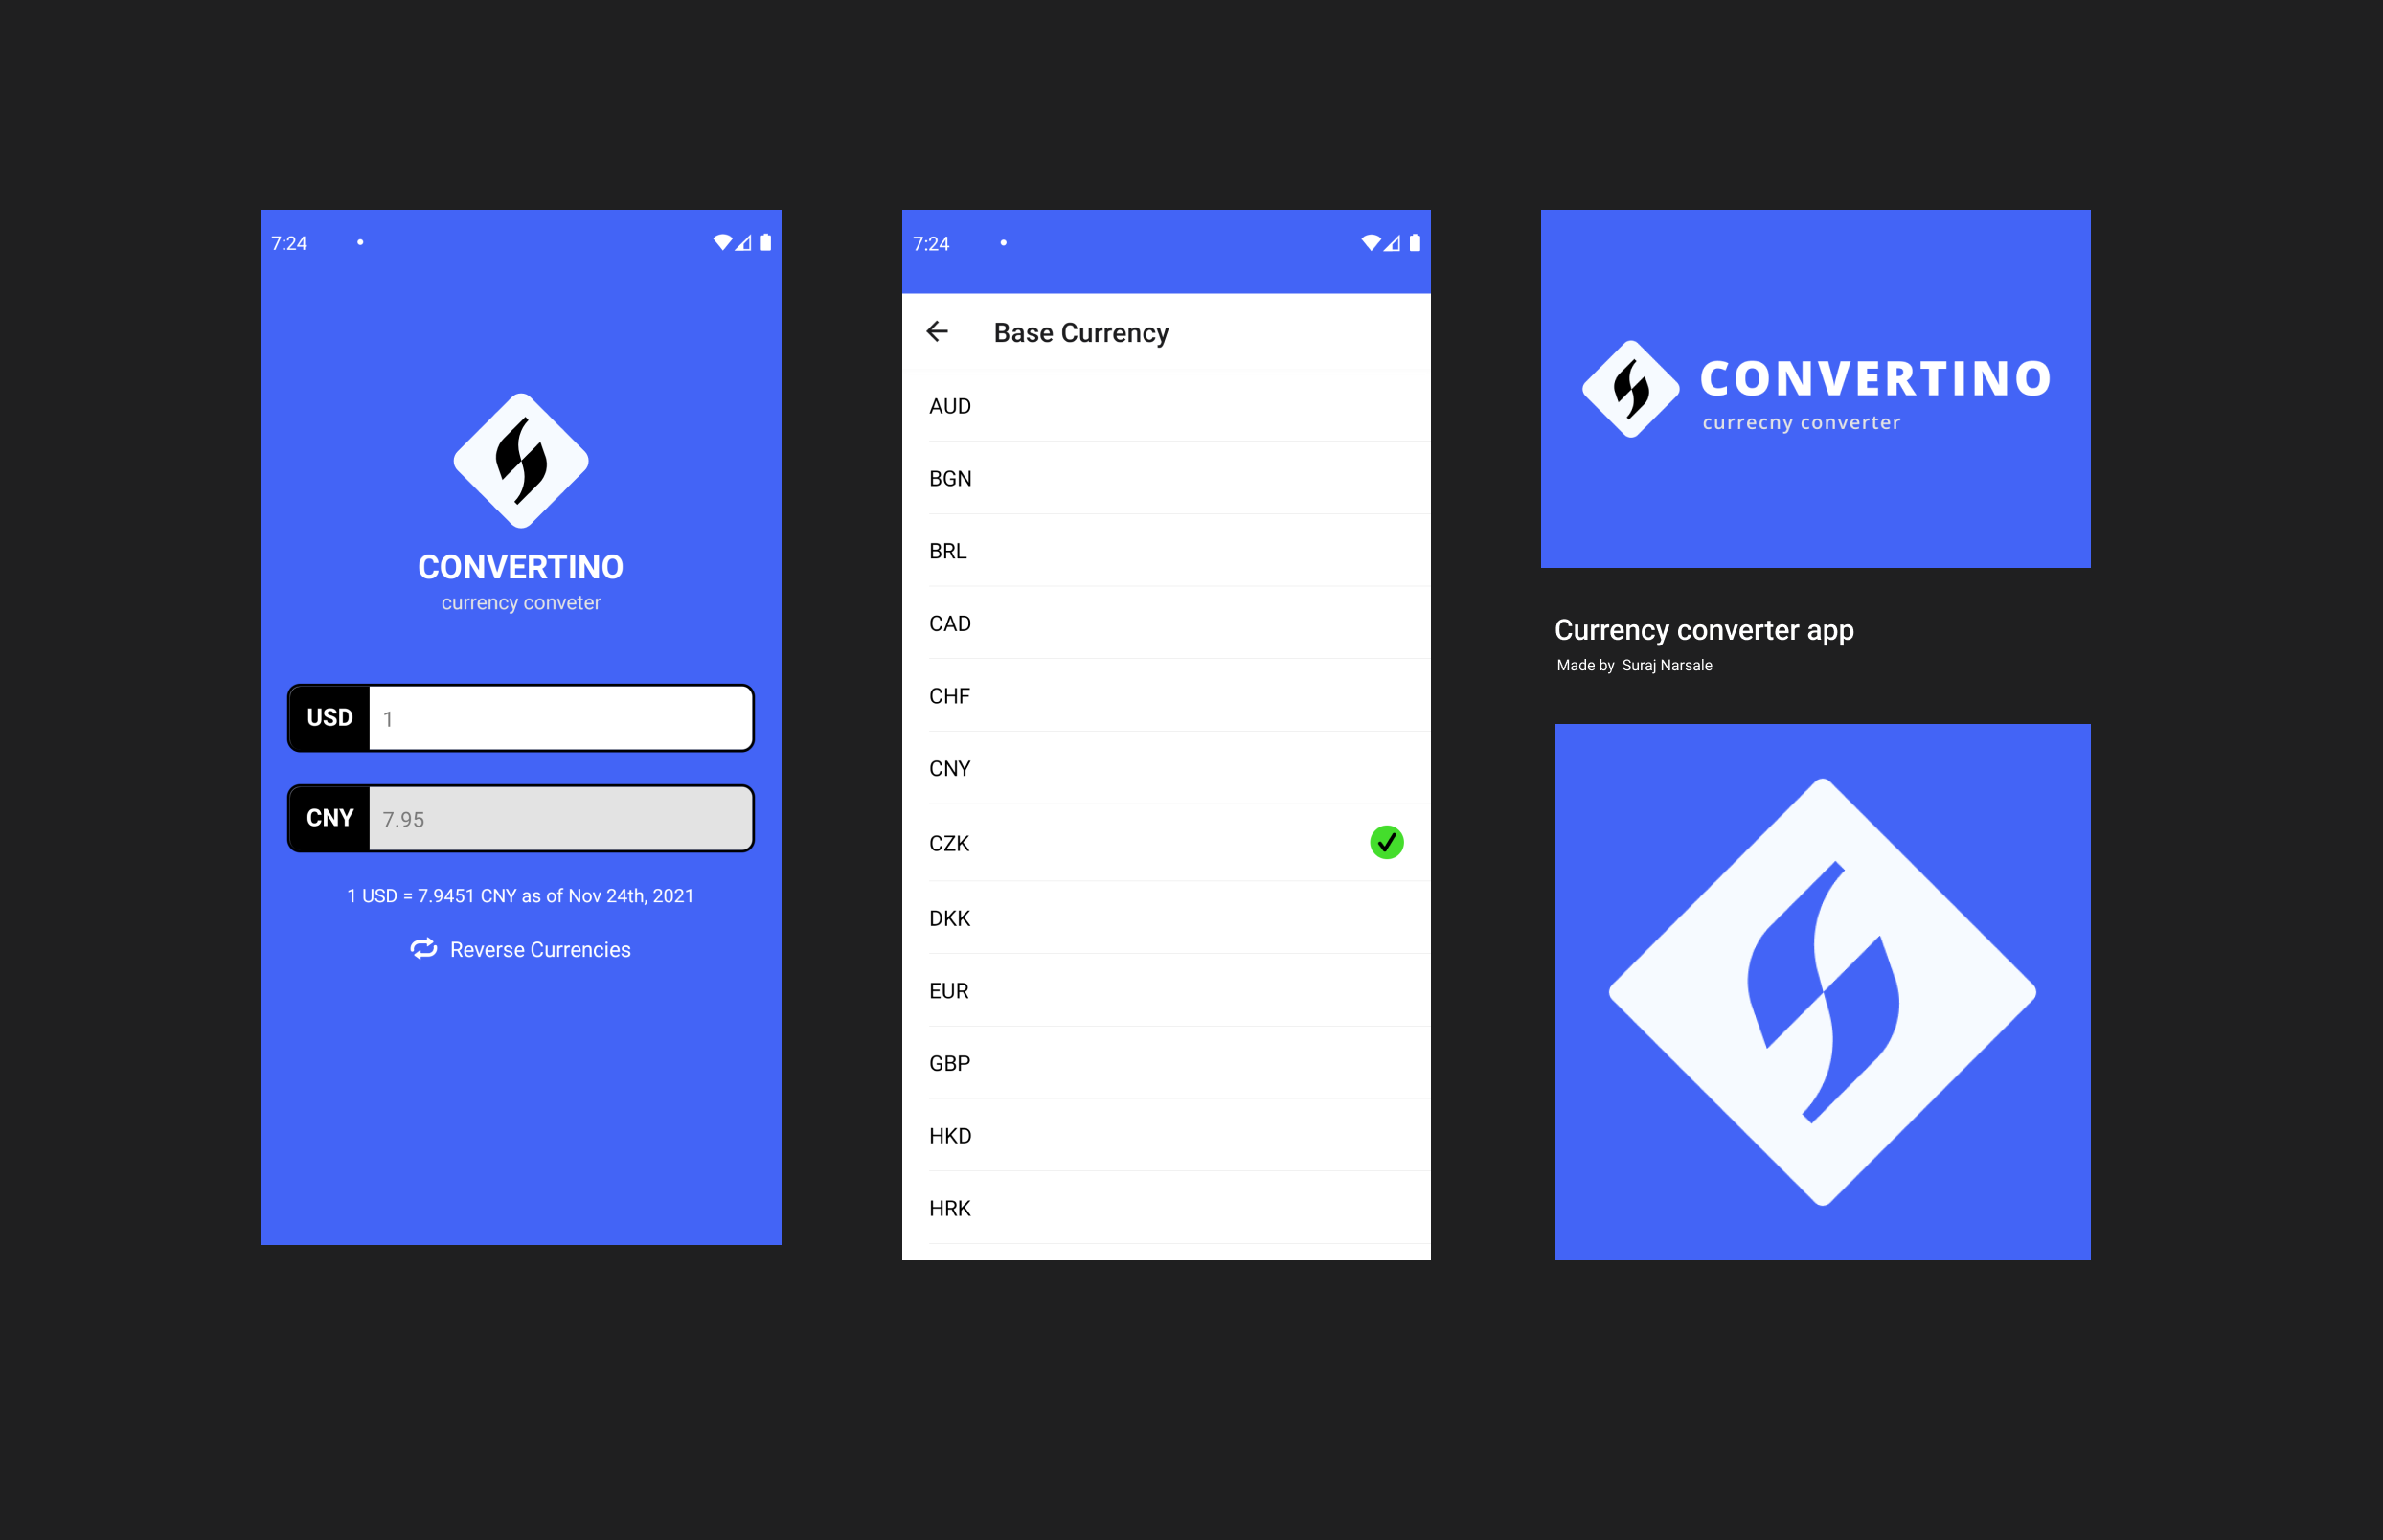 7:24
CONVERTINO
currency conveter
USD 1
CNY 7.95
1 USD = 7.9451 CNY as of Nov 24th, 2021
Reverse Currencies
7:24
Base Currency
AUD
BGN
BRL
CAD
CHF
CNY
CZK
DKK
EUR
GBP
HKD
HRK
CONVERTINO
currecny converter
Currency converter app
Made by Suraj Narsale